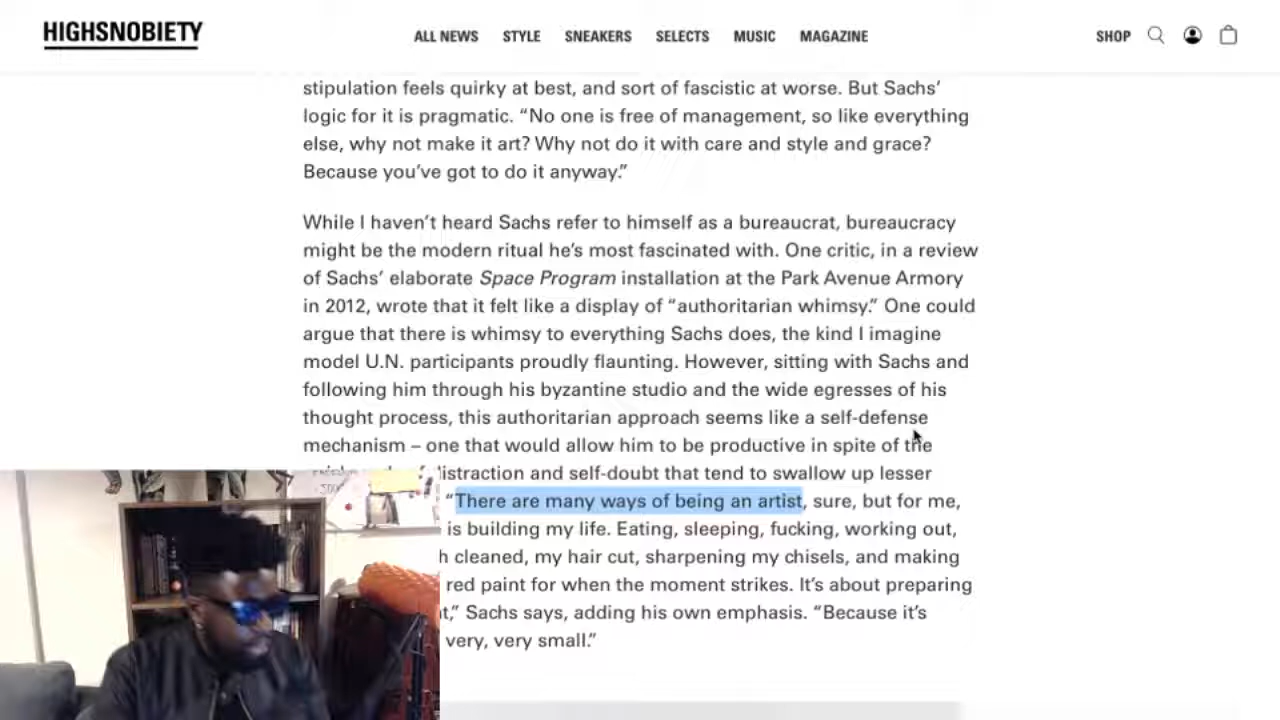 HIGHSNOBIETY
ALL NEWS STYLE SNEAKERS SELECTS MUSIC MAGAZINE
SHOP
stipulation feels quirky at best, and sort of fascistic at worse. But Sachs’
logic for it is pragmatic. “No one is free of management, so like everything
else, why not make it art? Why not do it with care and style and grace?
Because you’ve got to do it anyway.”
While I haven’t heard Sachs refer to himself as a bureaucrat, bureaucracy
might be the modern ritual he’s most fascinated with. One critic, in a review
of Sachs’ elaborate Space Program installation at the Park Avenue Armory
in 2012, wrote that it felt like a display of “authoritarian whimsy.” One could
argue that there is whimsy to everything Sachs does, the kind I imagine
model U.N. participants proudly flaunting. However, sitting with Sachs and
following him through his byzantine studio and the wide egresses of his
thought process, this authoritarian approach seems like a self-defense
mechanism – one that would allow him to be productive in spite of the
distraction and self-doubt that tend to swallow up lesser
“There are many ways of being an artist, sure, but for me,
is building my life. Eating, sleeping, fucking, working out,
cleaned, my hair cut, sharpening my chisels, and making
red paint for when the moment strikes. It’s about preparing
Sachs says, adding his own emphasis. “Because it’s
very, very small.”